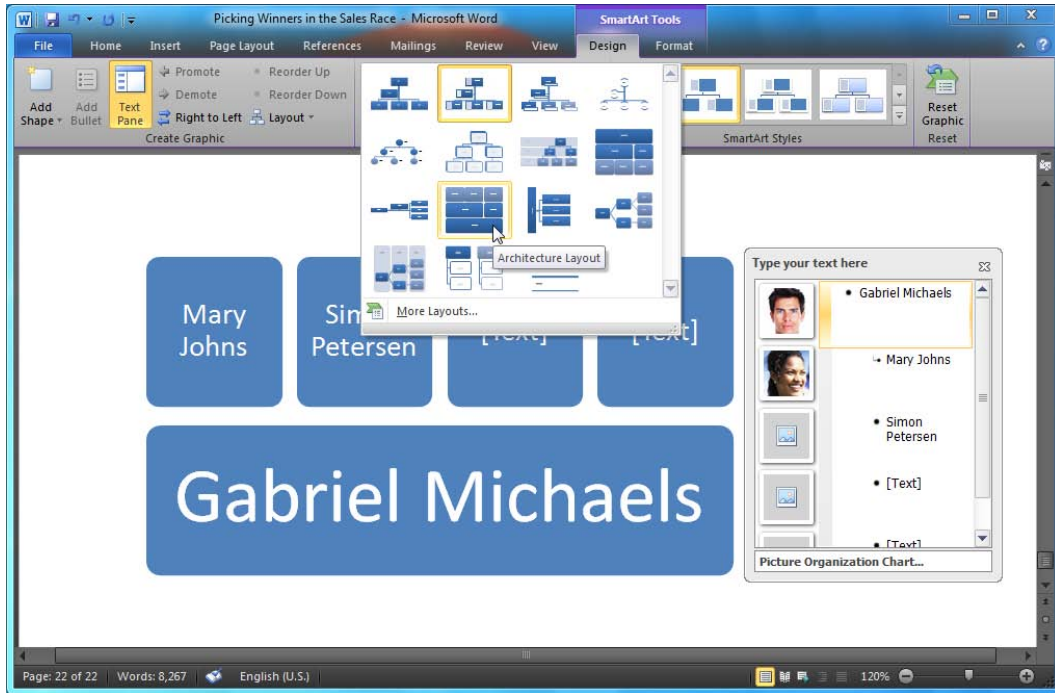 Picking Winners in the Sales Race - Microsoft Word
SmartArt Tools
File Home Insert Page Layout References Mailings Review View Design Format
Add Shape
Add Bullet
Text Pane
Promote
Demote
Right to Left
Reorder Up
Reorder Down
Layout
Create Graphic
SmartArt Styles
Reset Graphic
Reset
Architecture Layout
More Layouts...
Mary
Johns
Petersen
[Text]
Gabriel Michaels
Type your text here
Gabriel Michaels
Mary Johns
Simon
Petersen
[Text]
[Text]
Picture Organization Chart...
Page: 22 of 22 Words: 8,267 English (U.S.) 120%